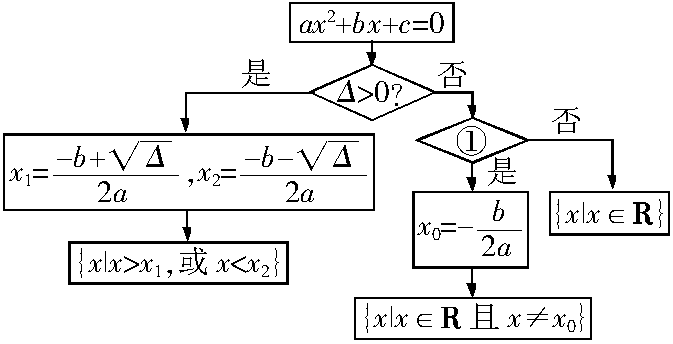 ax²+bx+c=0
是
Δ>0?
否
①
否
x₁=(-b+√Δ)/2a ,x₂=(-b-√Δ)/2a
是
x₀=-b/2a
{x|x∈R}
{x|x>x₁,或 x<x₂}
{x|x∈R 且 x≠x₀}